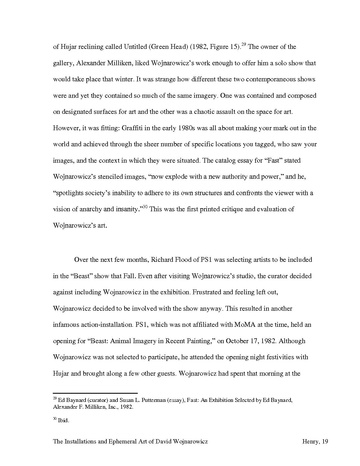 of Hujar reclining called Untitled (Green Head) (1982, Figure 15).29 The owner of the
gallery, Alexander Milliken, liked Wojnarowicz's work enough to offer him a solo show that
would take place that winter. It was strange how different these two contemporaneous shows
were and yet they contained so much of the same imagery. One was contained and composed
on designated surfaces for art and the other was a chaotic assault on the space for art.
However, it was fitting: Graffiti in the early 1980s was all about making your mark out in the
world and achieved through the sheer number of specific locations you tagged, who saw your
images, and the context in which they were situated. The catalog essay for "Fast" stated
Wojnarowicz's stenciled images, "now explode with a new authority and power," and he,
"spotlights society's inability to adhere to its own structures and confronts the viewer with a
vision of anarchy and insanity."30 This was the first printed critique and evaluation of
Wojnarowicz's art.
Over the next few months, Richard Flood of PS1 was selecting artists to be included
in the "Beast" show that Fall. Even after visiting Wojnarowicz's studio, the curator decided
against including Wojnarowicz in the exhibition. Frustrated and feeling left out,
Wojnarowicz decided to be involved with the show anyway. This resulted in another
infamous action-installation. PS1, which was not affiliated with MoMA at the time, held an
opening for "Beast: Animal Imagery in Recent Painting," on October 17, 1982. Although
Wojnarowicz was not selected to participate, he attended the opening night festivities with
Hujar and brought along a few other guests. Wojnarowicz had spent that morning at the
29 Ed Baynard (curator) and Susan L. Putterman (essay), Fast: An Exhibition Selected by Ed Baynard,
Alexander F. Milliken, Inc., 1982.
30 Ibid.
The Installations and Ephemeral Art of David Wojnarowicz Henry, 19